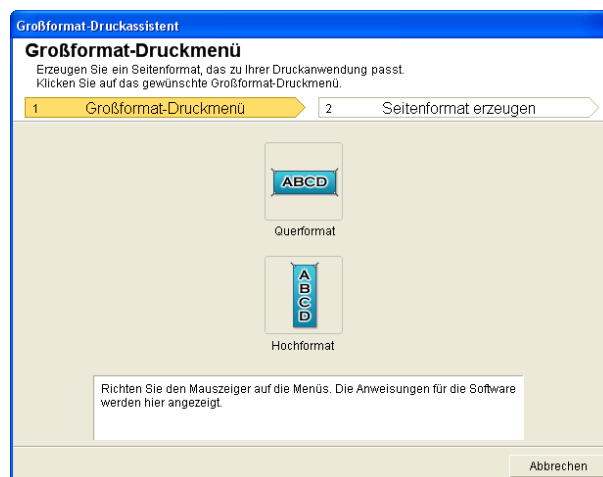 Großformat-Druckassistent
Großformat-Druckmenü
Erzeugen Sie ein Seitenformat, das zu Ihrer Druckanwendung passt.
Klicken Sie auf das gewünschte Großformat-Druckmenü.
1 Großformat-Druckmenü 2 Seitenformat erzeugen
ABCD
Querformat
A
B
C
D
Hochformat
Richten Sie den Mauszeiger auf die Menüs. Die Anweisungen für die Software
werden hier angezeigt.
Abbrechen